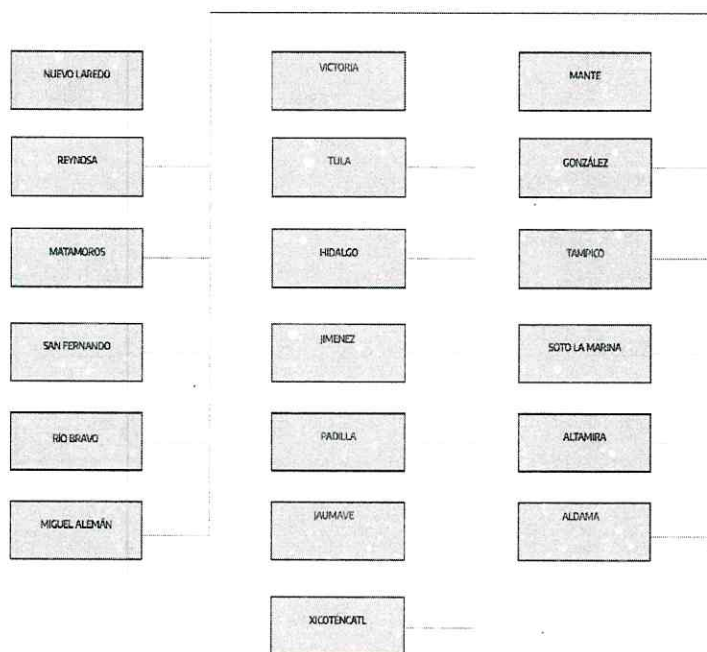 NUEVO LAREDO
VICTORIA
MANTE
REYNOSA
TULA
GONZÁLEZ
MATAMOROS
HIDALGO
TAMPICO
SAN FERNANDO
JIMENEZ
SOTO LA MARINA
RÍO BRAVO
PADILLA
ALTAMIRA
MIGUEL ALEMÁN
JAUMAVE
ALDAMA
XICOTENCATL